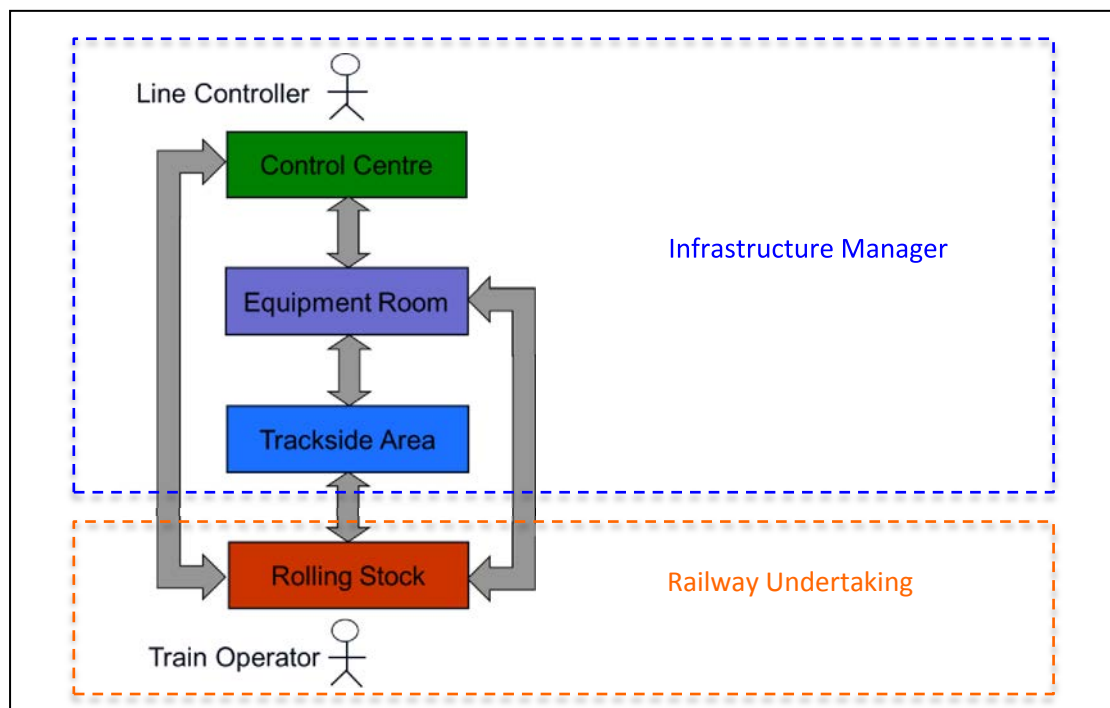 Line Controller
Control Centre
Infrastructure Manager
Equipment Room
Trackside Area
Rolling Stock
Railway Undertaking
Train Operator